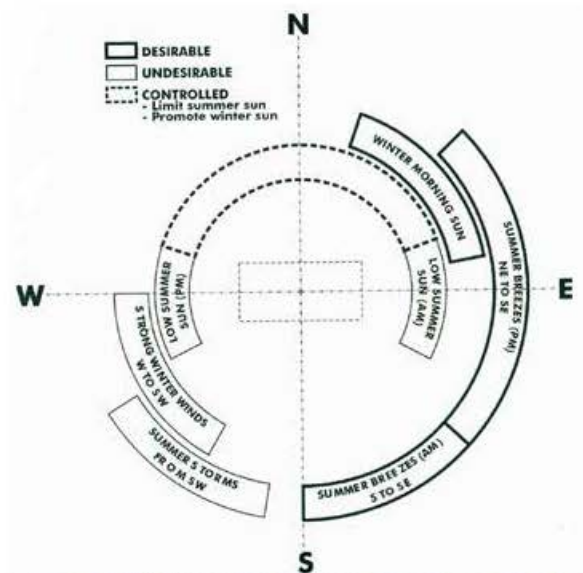 N
DESIRABLE
UNDESIRABLE
CONTROLLED
- Limit summer sun
- Promote winter sun
WINTER MORNING SUN
SUMMER BREEZES (PM)
NE TO SE
LOW SUMMER
SUN (PM)
LOW SUMMER
SUN (AM)
W
E
STRONG WINTER WINDS
W TO SW
SUMMER STORMS
FROM SW
SUMMER BREEZES (AM)
S TO SE
S